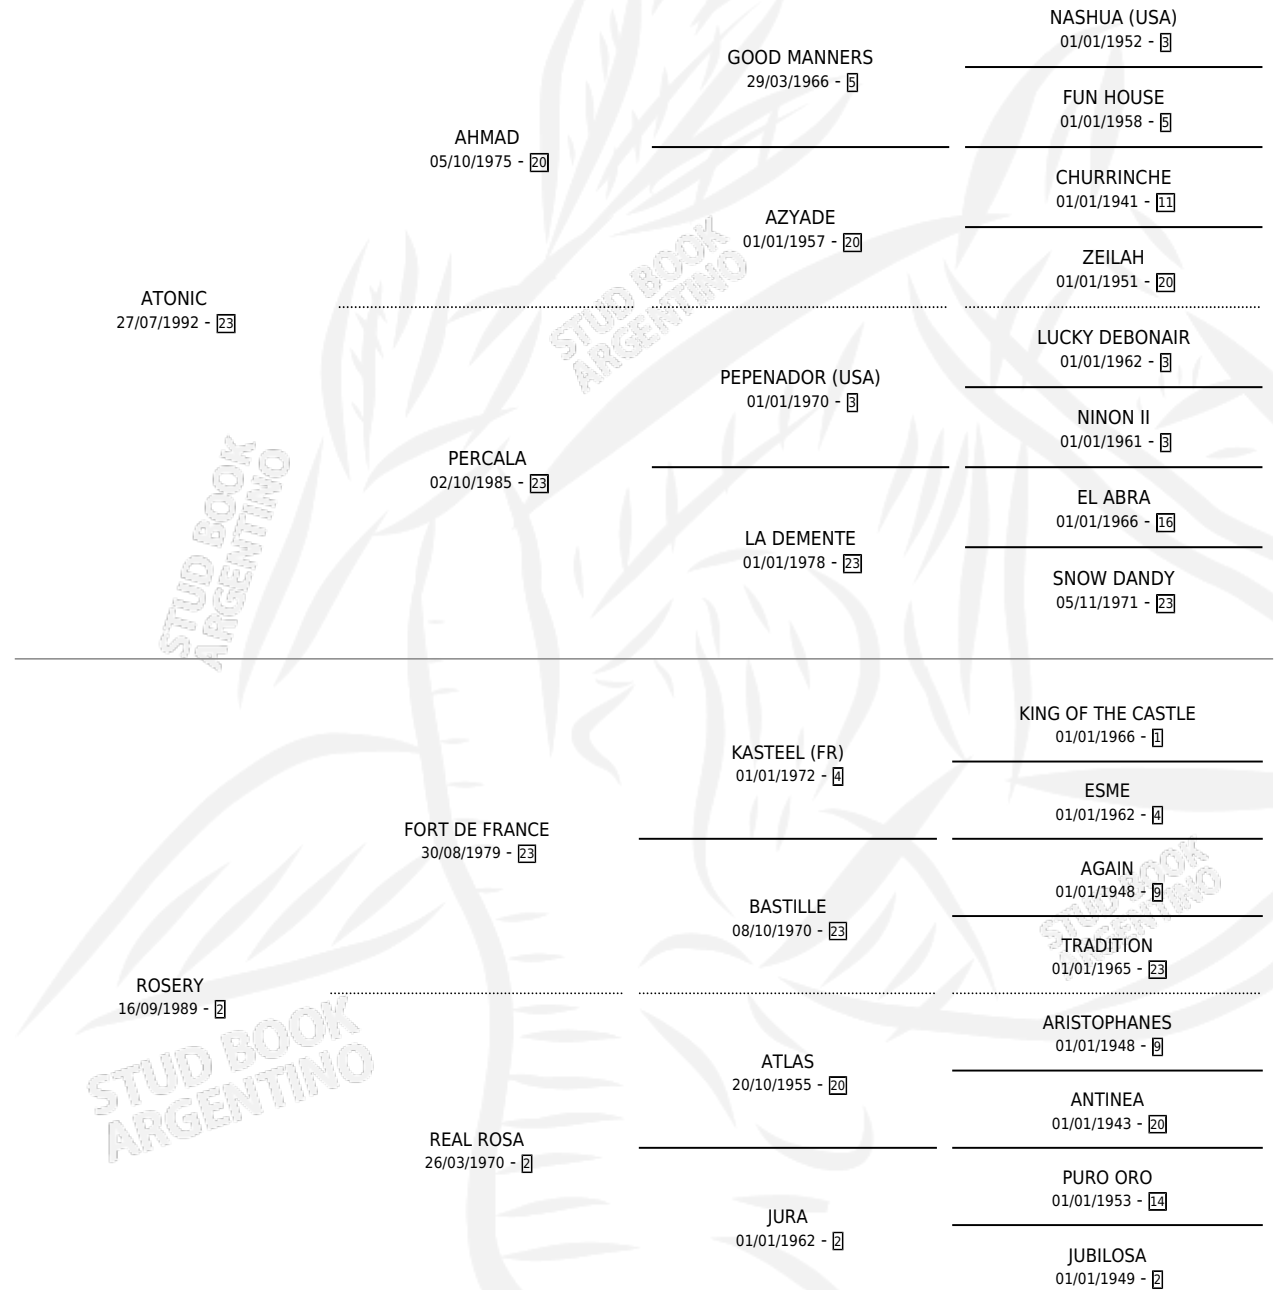 NASHUA (USA)
01/01/1952 - 3
GOOD MANNERS
29/03/1966 - 5
FUN HOUSE
01/01/1958 - 5
AHMAD
05/10/1975 - 20
CHURRINCHE
01/01/1941 - 11
AZYADE
01/01/1957 - 20
ZEILAH
01/01/1951 - 20
ATONIC
27/07/1992 - 23
STUD BOOK
ARGENTINO
LUCKY DEBONAIR
01/01/1962 - 3
PEPENADOR (USA)
01/01/1970 - 3
NINON II
01/01/1961 - 3
PERCALA
02/10/1985 - 23
EL ABRA
01/01/1966 - 16
LA DEMENTE
01/01/1978 - 23
SNOW DANDY
05/11/1971 - 23
STUD BOOK
ARGENTINO
KING OF THE CASTLE
01/01/1966 - 1
KASTEEL (FR)
01/01/1972 - 4
ESME
01/01/1962 - 4
FORT DE FRANCE
30/08/1979 - 23
AGAIN
01/01/1948 - 9
BASTILLE
08/10/1970 - 23
STUD BOOK
ARGENTINO
TRADITION
01/01/1965 - 23
ROSERY
16/09/1989 - 2
ARISTOPHANES
01/01/1948 - 9
ATLAS
20/10/1955 - 20
STUD BOOK
ARGENTINO
ANTINEA
01/01/1943 - 20
REAL ROSA
26/03/1970 - 2
PURO ORO
01/01/1953 - 14
JURA
01/01/1962 - 2
JUBILOSA
01/01/1949 - 2